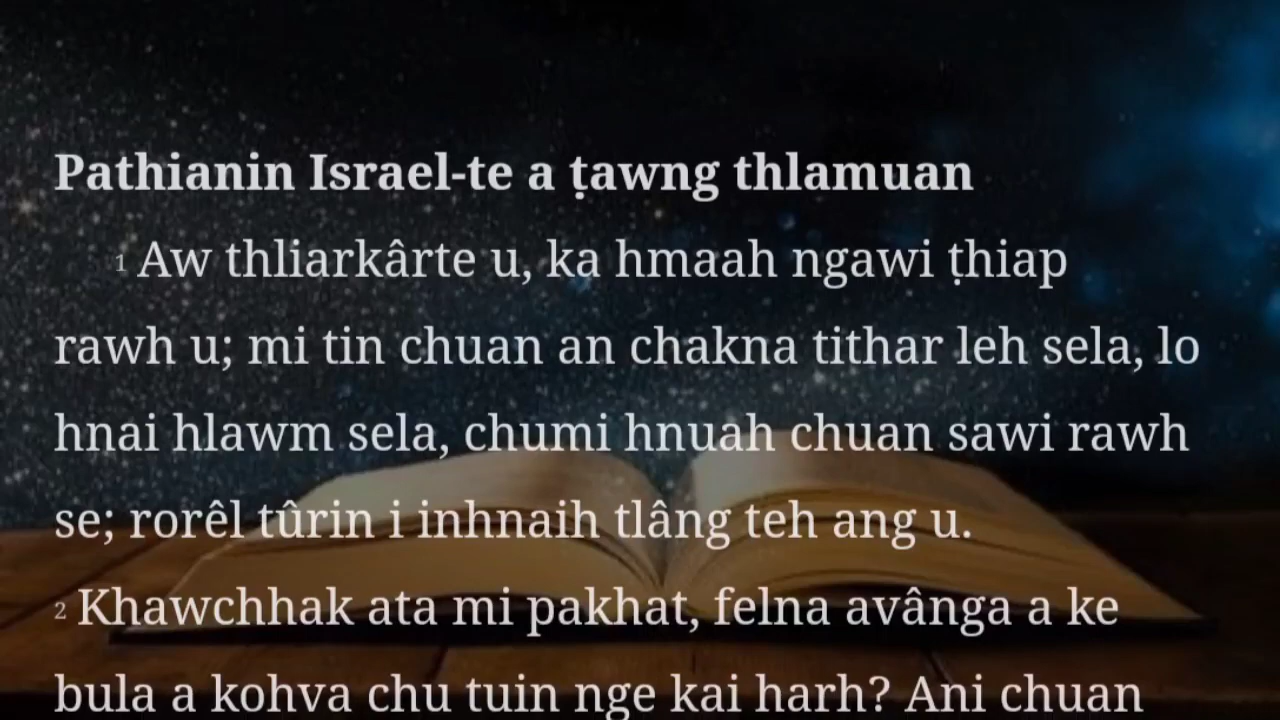 Pathianin Israel-te a ṭawng thlamuan
1 Aw thliarkârte u, ka hmaah ngawi ṭhiap
rawh u; mi tin chuan an chakna tithar leh sela, lo
hnai hlawm sela, chumi hnuah chuan sawi rawh
se; rorêl tûrin i inhnaih tlâng teh ang u.
2 Khawchhak ata mi pakhat, felna avânga a ke
bula a kohva chu tuin nge kai harh? Ani chuan